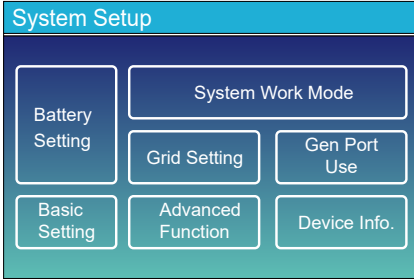 System Setup
Battery
Setting
System Work Mode
Grid Setting
Gen Port
Use
Basic
Setting
Advanced
Function
Device Info.